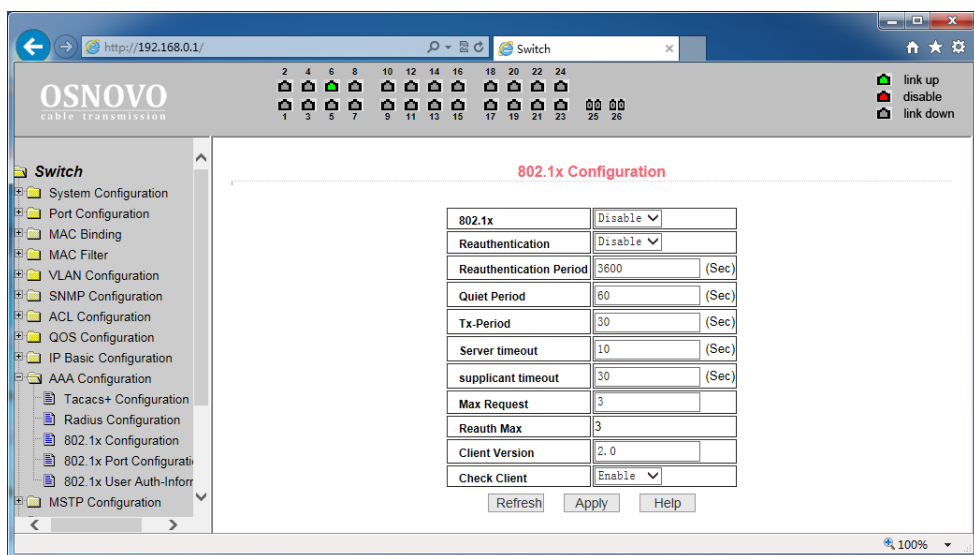 http://192.168.0.1/
Switch
OSNOVO
cable transmission
2 4 6 8 10 12 14 16 18 20 22 24
1 3 5 7 9 11 13 15 17 19 21 23 25 26
link up
disable
link down
Switch
System Configuration
Port Configuration
MAC Binding
MAC Filter
VLAN Configuration
SNMP Configuration
ACL Configuration
QOS Configuration
IP Basic Configuration
AAA Configuration
Tacacs+ Configuration
Radius Configuration
802.1x Configuration
802.1x Port Configurati
802.1x User Auth-Inforr
MSTP Configuration
802.1x Configuration
802.1x Disable
Reauthentication Disable
Reauthentication Period 3600 (Sec)
Quiet Period 60 (Sec)
Tx-Period 30 (Sec)
Server timeout 10 (Sec)
supplicant timeout 30 (Sec)
Max Request 3
Reauth Max 3
Client Version 2.0
Check Client Enable
Refresh Apply Help
100%